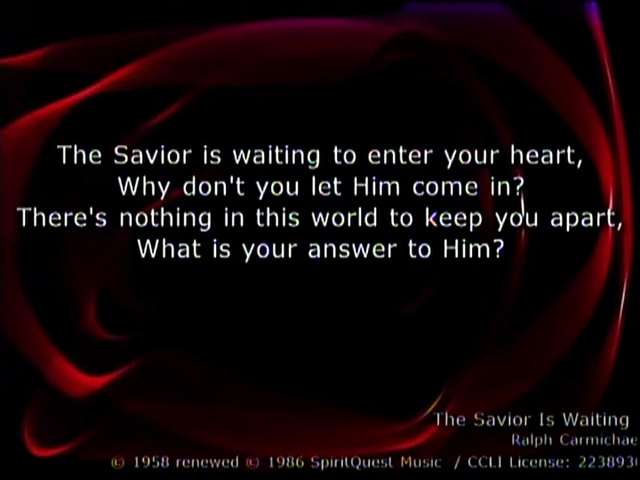 The Savior is waiting to enter your heart,
Why don't you let Him come in?
There's nothing in this world to keep you apart,
What is your answer to Him?
The Savior Is Waiting
Ralph Carmichae
© 1958 renewed © 1986 SpiritQuest Music / CCLI License: 223893